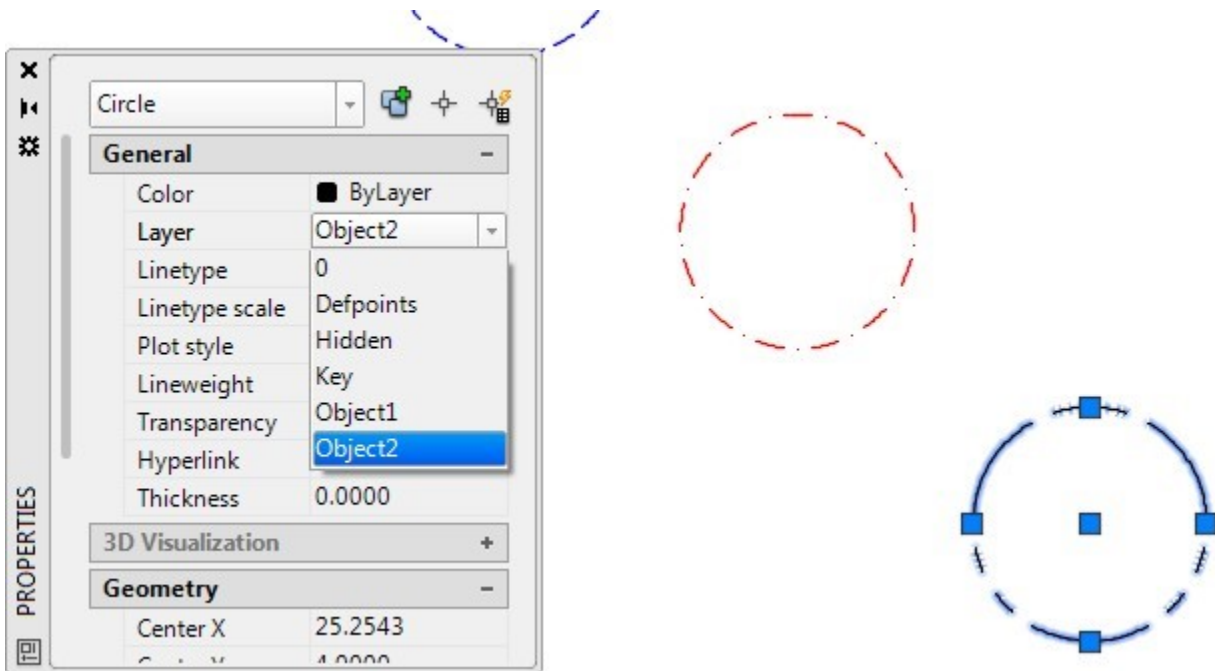 Circle
General
Color ByLayer
Layer Object2
Linetype 0
Linetype scale Defpoints
Plot style Hidden
Lineweight Key
Transparency Object1
Hyperlink Object2
Thickness 0.0000
3D Visualization
Geometry
Center X 25.2543
PROPERTIES